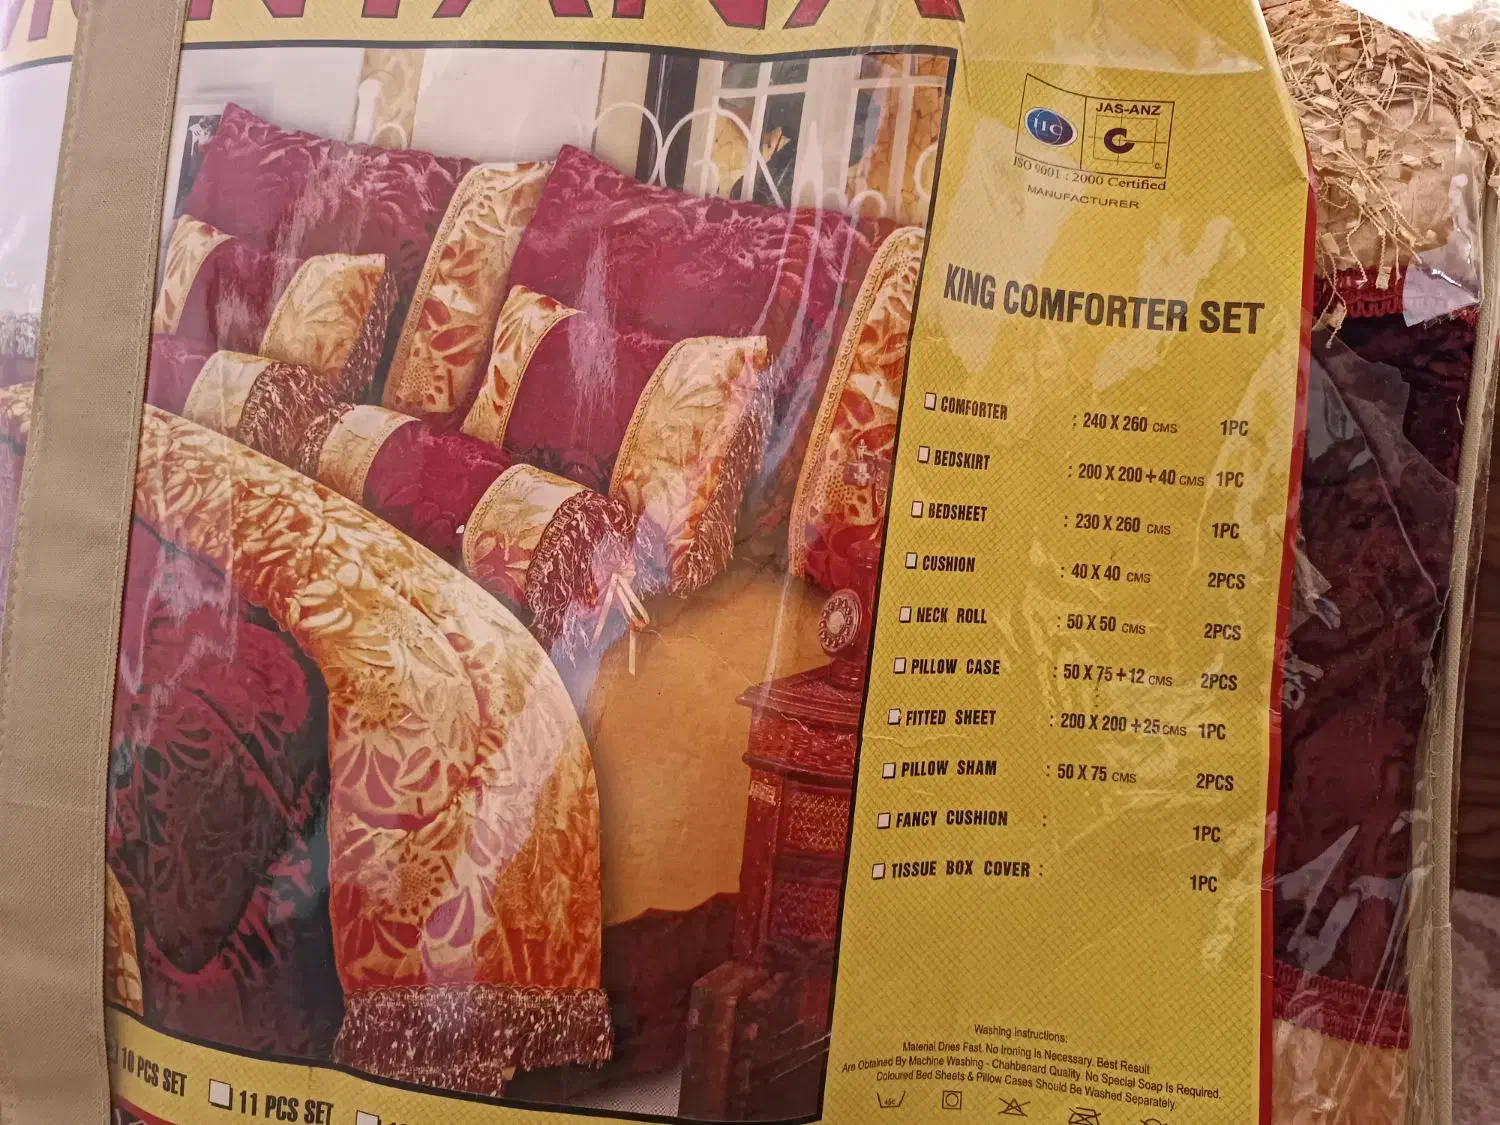 JAS-ANZ
IIC
C
ISO 9001 : 2000 Certified
MANUFACTURER
KING COMFORTER SET
COMFORTER : 240 X 260 CMS 1PC
BEDSKIRT : 200 X 200 + 40 CMS 1PC
BEDSHEET : 230 X 260 CMS 1PC
CUSHION : 40 X 40 CMS 2PCS
NECK ROLL : 50 X 50 CMS 2PCS
PILLOW CASE : 50 X 75 + 12 CMS 2PCS
FITTED SHEET : 200 X 200 + 25 CMS 1PC
PILLOW SHAM : 50 X 75 CMS 2PCS
FANCY CUSHION : 1PC
TISSUE BOX COVER : 1PC
Washing Instructions:
Material Dries Fast. No Ironing Is Necessary. Best Result
Are Obtained By Machine Washing - Chahbanard Quality. No Special Soap Is Required.
Coloured Bed Sheets & Pillow Cases Should Be Washed Separately.
10 PCS SET 11 PCS SET